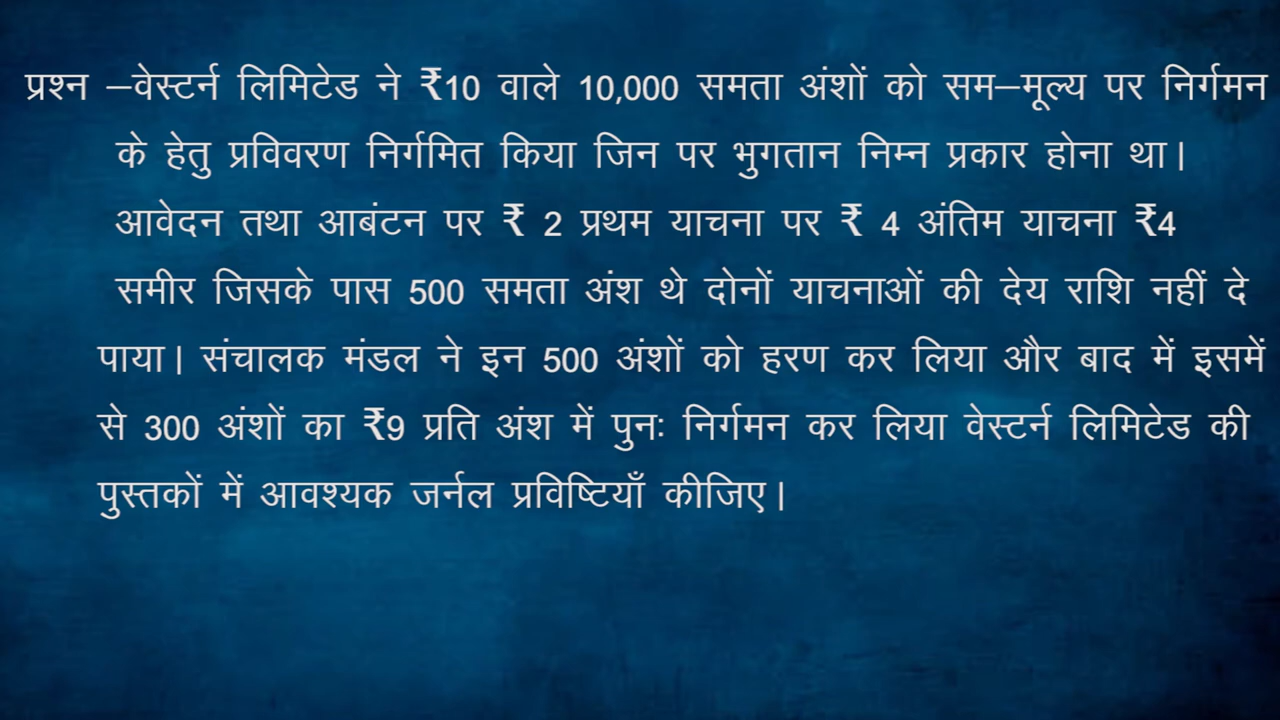 प्रश्न –वेस्टर्न लिमिटेड ने ₹10 वाले 10,000 समता अंशों को सम–मूल्य पर निर्गमन
के हेतु प्रविवरण निर्गमित किया जिन पर भुगतान निम्न प्रकार होना था।
आवेदन तथा आबंटन पर ₹ 2 प्रथम याचना पर ₹ 4 अंतिम याचना ₹4
समीर जिसके पास 500 समता अंश थे दोनों याचनाओं की देय राशि नहीं दे
पाया। संचालक मंडल ने इन 500 अंशों को हरण कर लिया और बाद में इसमें
से 300 अंशों का ₹9 प्रति अंश में पुनः निर्गमन कर लिया वेस्टर्न लिमिटेड की
पुस्तकों में आवश्यक जर्नल प्रविष्टियाँ कीजिए।